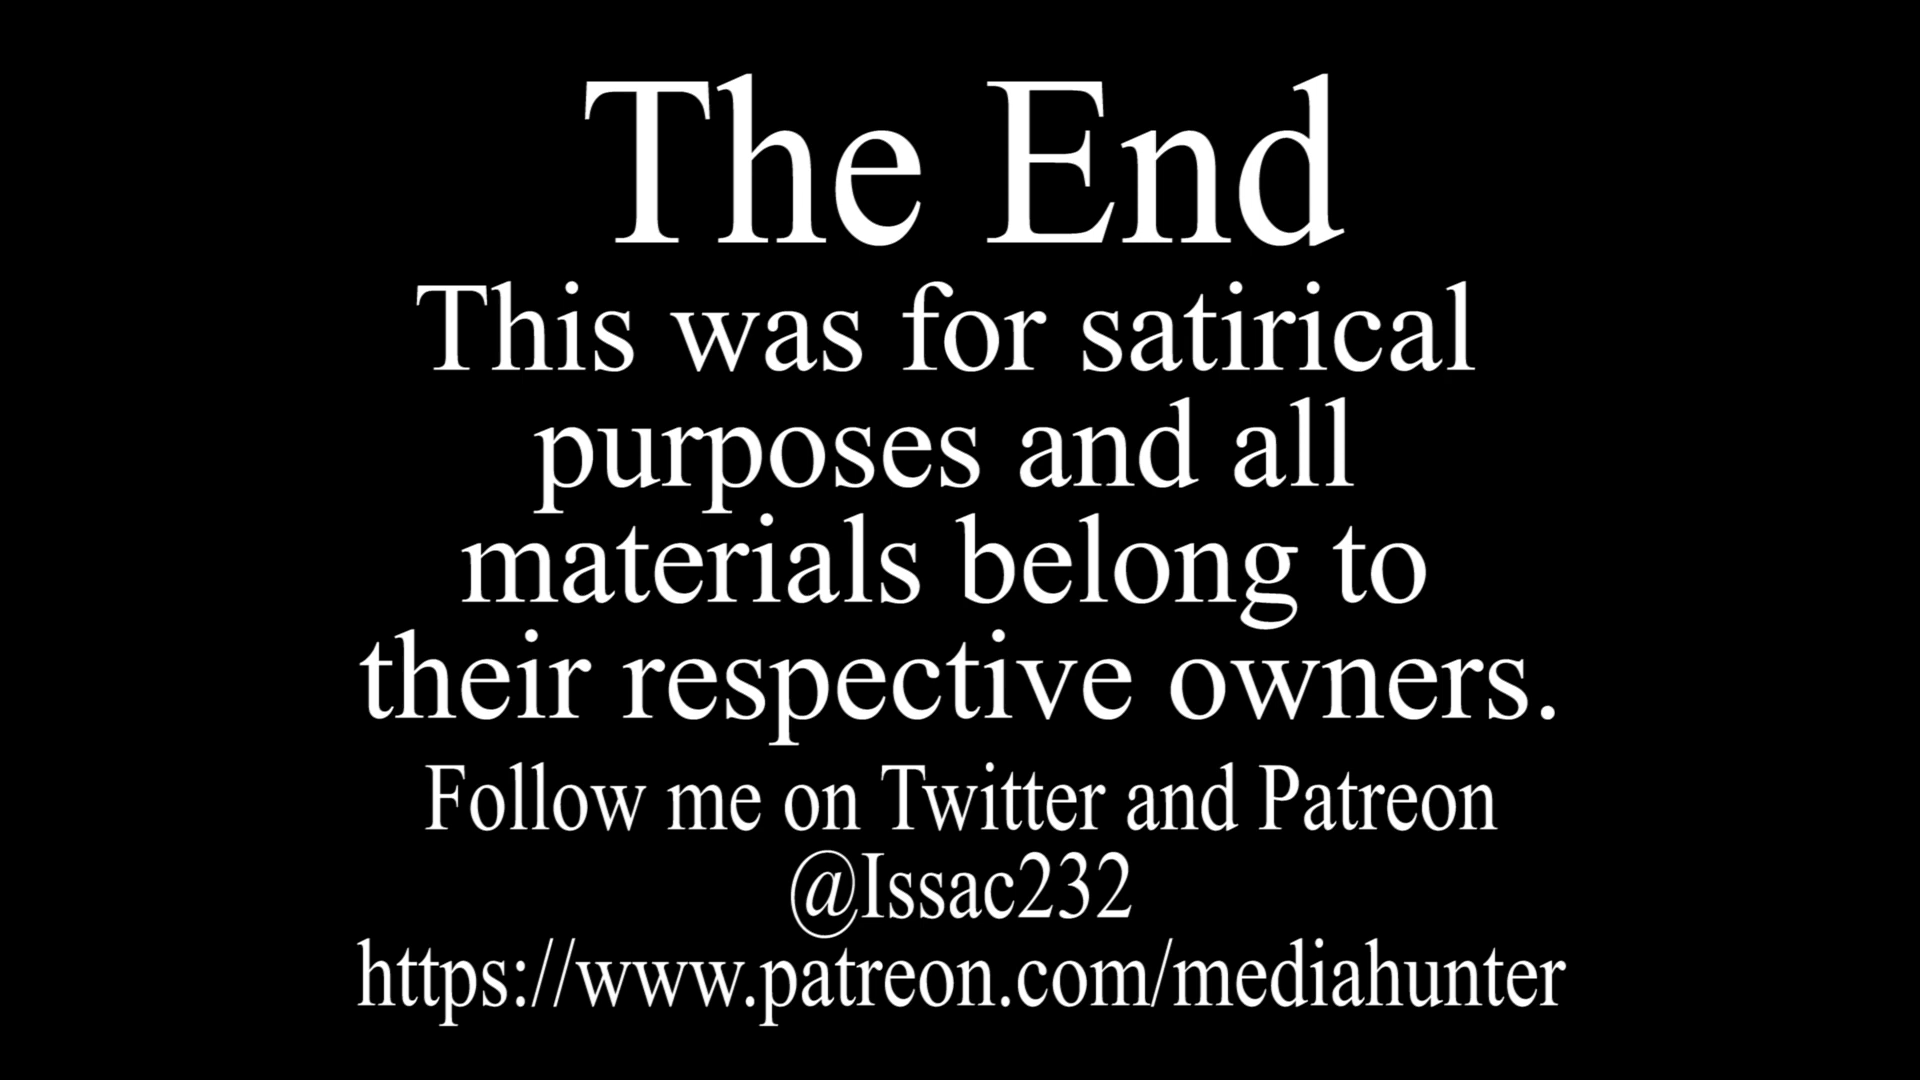 The End
This was for satirical
purposes and all
materials belong to
their respective owners.
Follow me on Twitter and Patreon
@Issac232
https://www.patreon.com/mediahunter